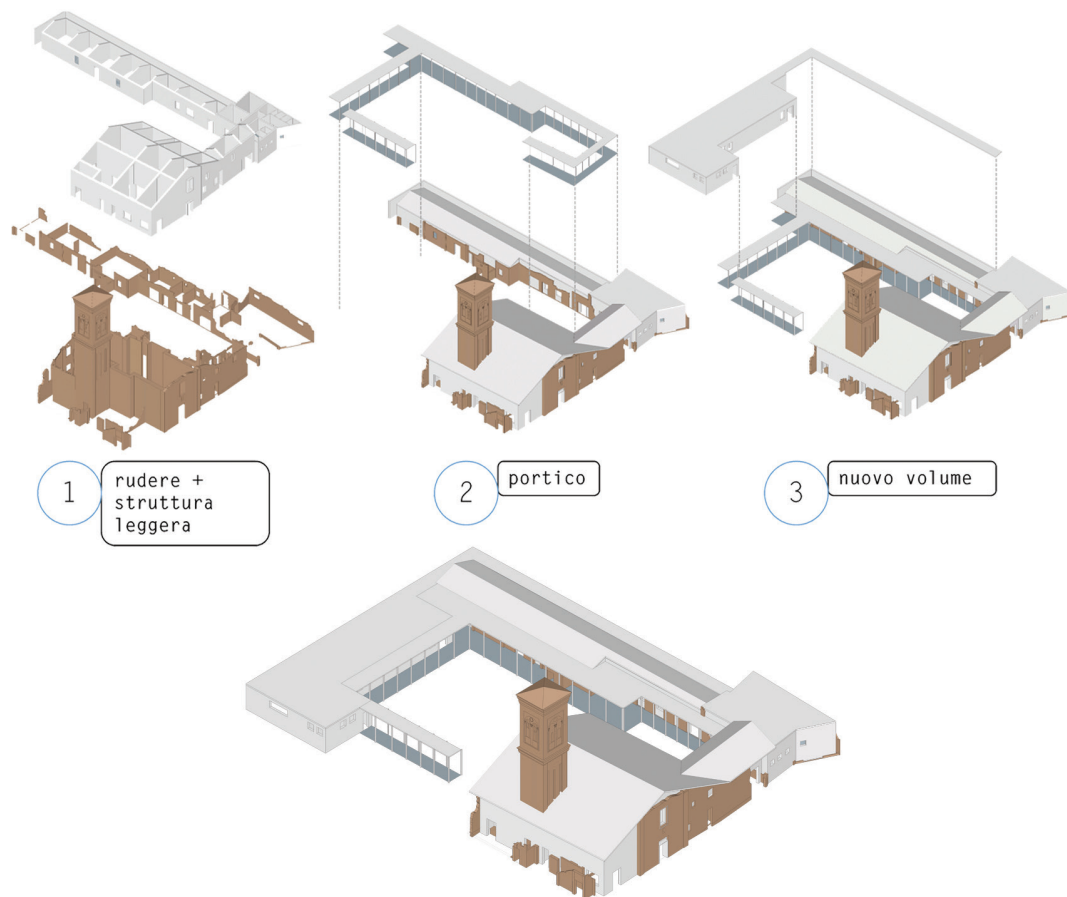 1
rudere +
struttura
leggera
2
portico
3
nuovo volume